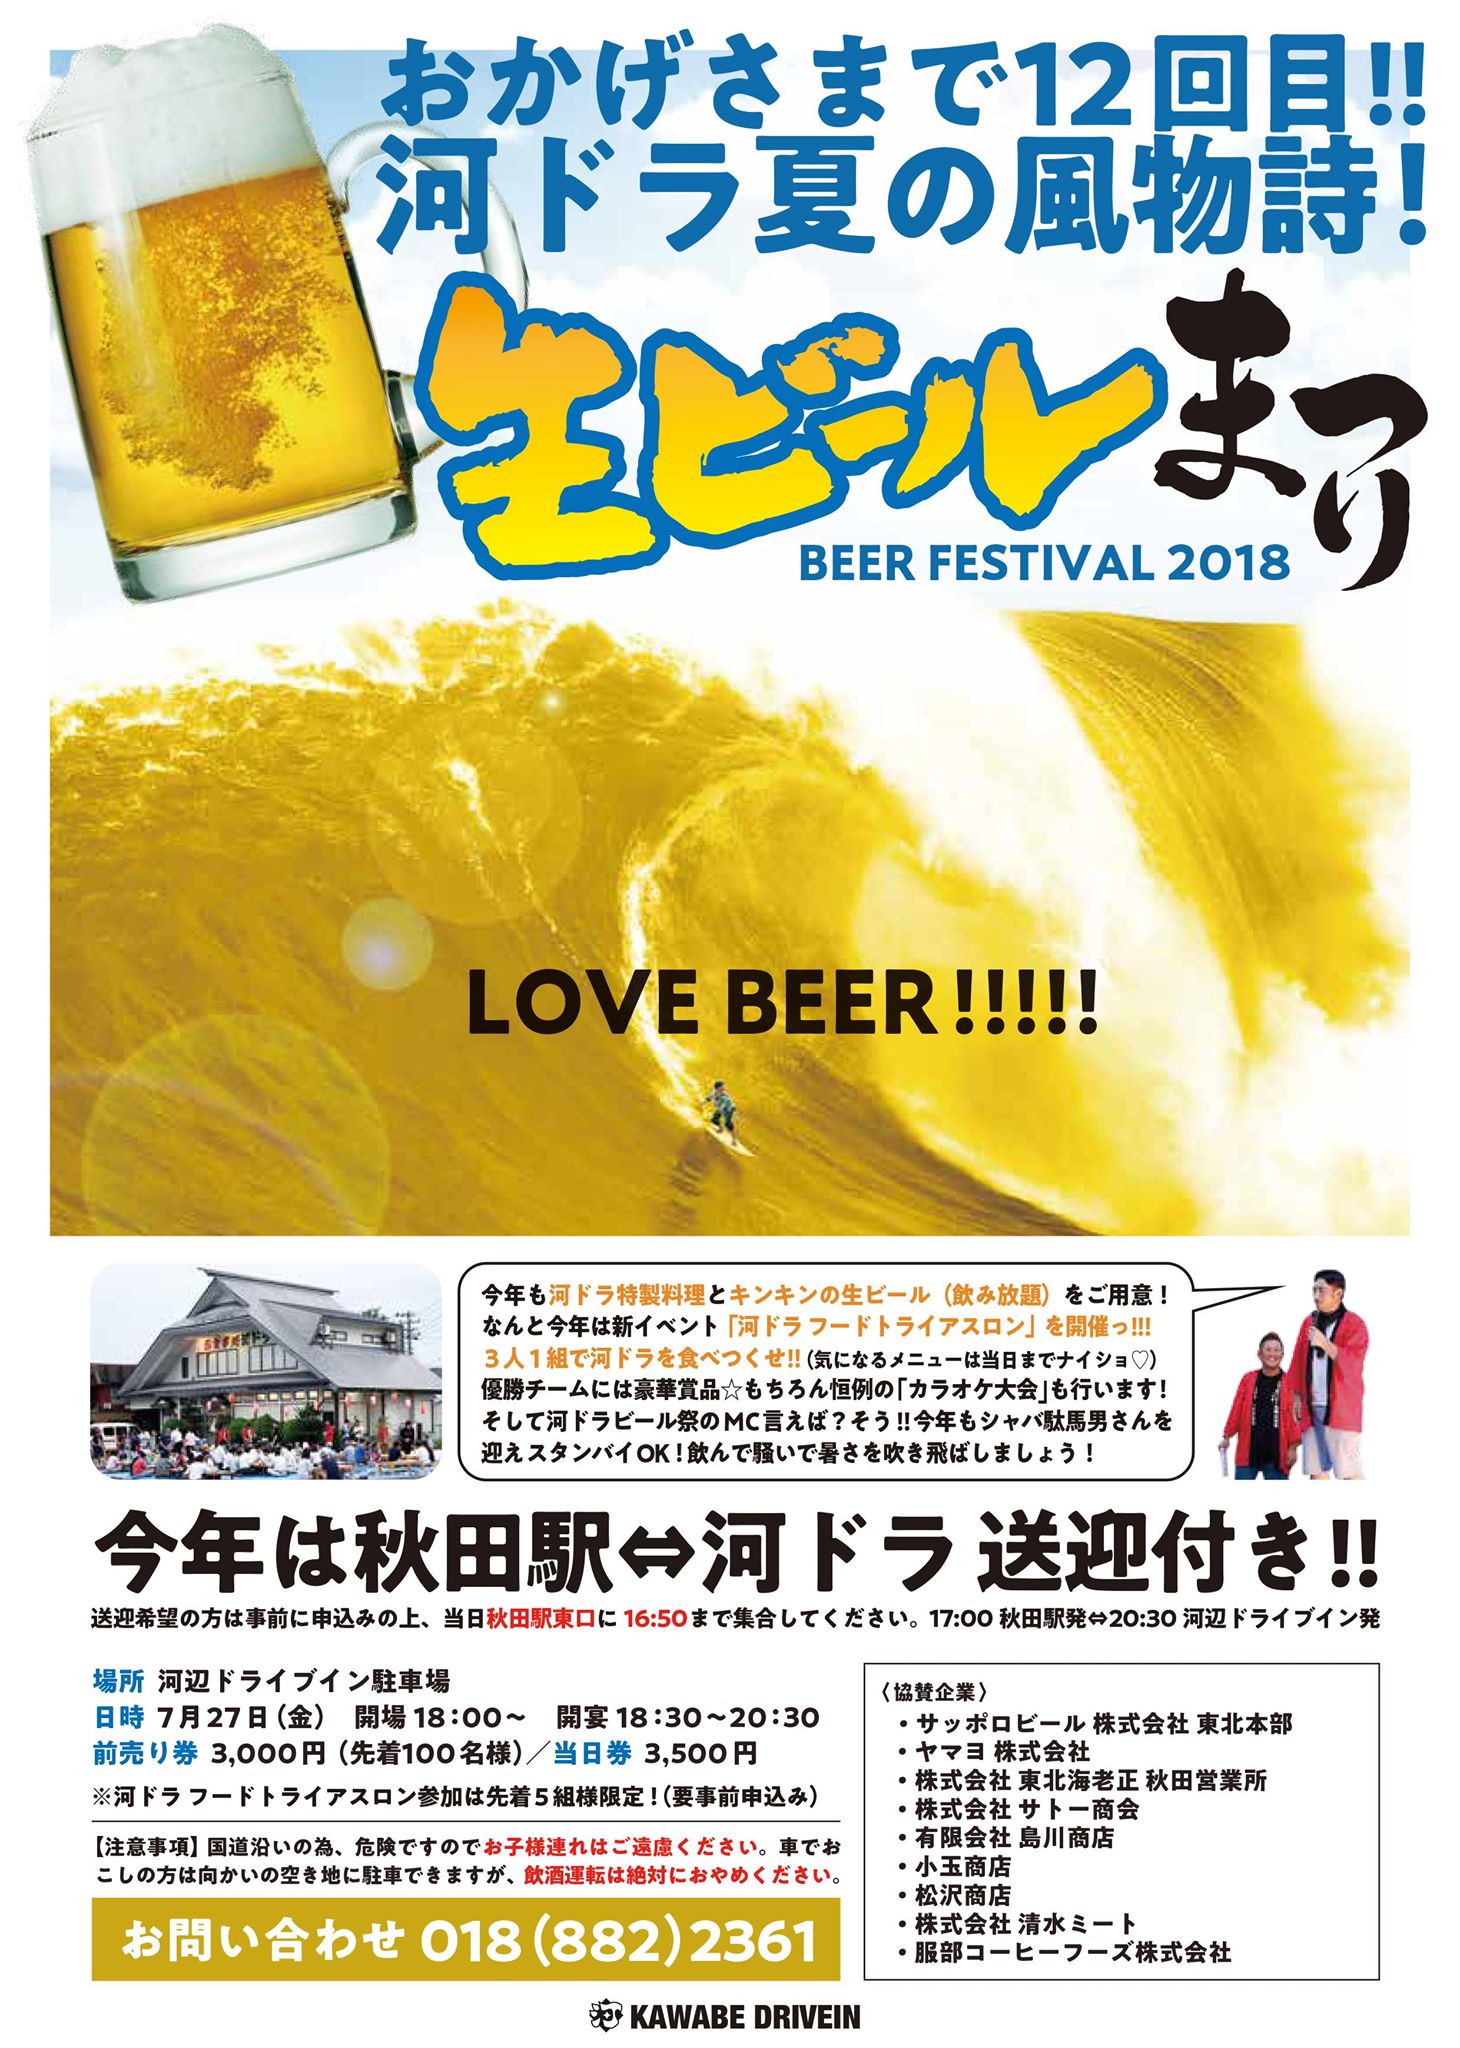 おかげさまで12回目!!
河ドラ夏の風物詩!
生ビールまつり
BEER FESTIVAL 2018
LOVE BEER!!!!!
今年も河ドラ特製料理とキンキンの生ビール（飲み放題）をご用意！
なんと今年は新イベント「河ドラ フードトライアスロン」を開催っ!!!
３人１組で河ドラを食べつくせ!!（気になるメニューは当日までナイショ♡）
優勝チームには豪華賞品☆もちろん恒例の「カラオケ大会」も行います！
そして河ドラビール祭のMC言えば？そう!!今年もシャバ駄馬男さんを
迎えスタンバイOK！飲んで騒いで暑さを吹き飛ばしましょう！
今年は秋田駅⇔河ドラ 送迎付き!!
送迎希望の方は事前に申込みの上、当日秋田駅東口に16:50まで集合してください。17:00 秋田駅発⇔20:30 河辺ドライブイン発
場所 河辺ドライブイン駐車場
日時 7月27日（金） 開場 18：00〜 開宴 18：30〜20：30
前売り券 3,000円（先着100名様）／当日券 3,500円
※河ドラ フードトライアスロン参加は先着５組様限定！（要事前申込み）
【注意事項】国道沿いの為、危険ですのでお子様連れはご遠慮ください。車でお
こしの方は向かいの空き地に駐車できますが、飲酒運転は絶対におやめください。
お問い合わせ 018(882)2361
〈協賛企業〉
・サッポロビール 株式会社 東北本部
・ヤマヨ 株式会社
・株式会社 東北海老正 秋田営業所
・株式会社 サトー商会
・有限会社 島川商店
・小玉商店
・松沢商店
・株式会社 清水ミート
・服部コーヒーフーズ株式会社
KAWABE DRIVEIN